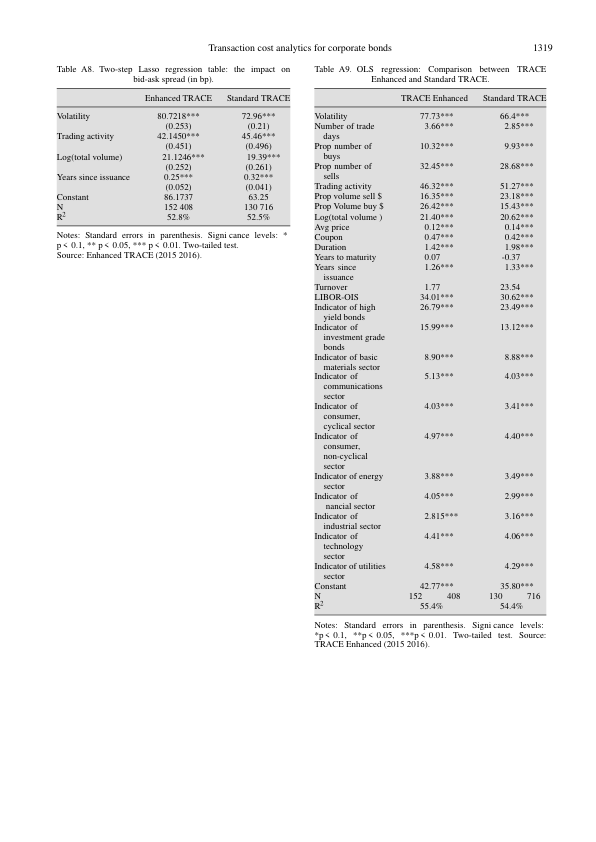 Transaction cost analytics for corporate bonds 1319
Table A8. Two-step Lasso regression table: the impact on
bid-ask spread (in bp).
Enhanced TRACE Standard TRACE
Volatility 80.7218*** 72.96***
(0.253) (0.21)
Trading activity 42.1450*** 45.46***
(0.451) (0.496)
Log(total volume) 21.1246*** 19.39***
(0.252) (0.261)
Years since issuance 0.25*** 0.32***
(0.052) (0.041)
Constant 86.1737 63.25
N 152 408 130 716
R2 52.8% 52.5%
Notes: Standard errors in parenthesis. Signi cance levels: *
p < 0.1, ** p < 0.05, *** p < 0.01. Two-tailed test.
Source: Enhanced TRACE (2015 2016).
Table A9. OLS regression: Comparison between TRACE
Enhanced and Standard TRACE.
TRACE Enhanced Standard TRACE
Volatility 77.73*** 66.4***
Number of trade 3.66*** 2.85***
days
Prop number of 10.32*** 9.93***
buys
Prop number of 32.45*** 28.68***
sells
Trading activity 46.32*** 51.27***
Prop volume sell $ 16.35*** 23.18***
Prop Volume buy $ 26.42*** 15.43***
Log(total volume ) 21.40*** 20.62***
Avg price 0.12*** 0.14***
Coupon 0.47*** 0.42***
Duration 1.42*** 1.98***
Years to maturity 0.07 -0.37
Years since 1.26*** 1.33***
issuance
Turnover 1.77 23.54
LIBOR-OIS 34.01*** 30.62***
Indicator of high 26.79*** 23.49***
yield bonds
Indicator of 15.99*** 13.12***
investment grade
bonds
Indicator of basic 8.90*** 8.88***
materials sector
Indicator of 5.13*** 4.03***
communications
sector
Indicator of 4.03*** 3.41***
consumer,
cyclical sector
Indicator of 4.97*** 4.40***
consumer,
non-cyclical
sector
Indicator of energy 3.88*** 3.49***
sector
Indicator of 4.05*** 2.99***
nancial sector
Indicator of 2.815*** 3.16***
industrial sector
Indicator of 4.41*** 4.06***
technology
sector
Indicator of utilities 4.58*** 4.29***
sector
Constant 42.77*** 35.80***
N 152 408 130 716
R2 55.4% 54.4%
Notes: Standard errors in parenthesis. Signi cance levels:
*p < 0.1, **p < 0.05, ***p < 0.01. Two-tailed test. Source:
TRACE Enhanced (2015 2016).